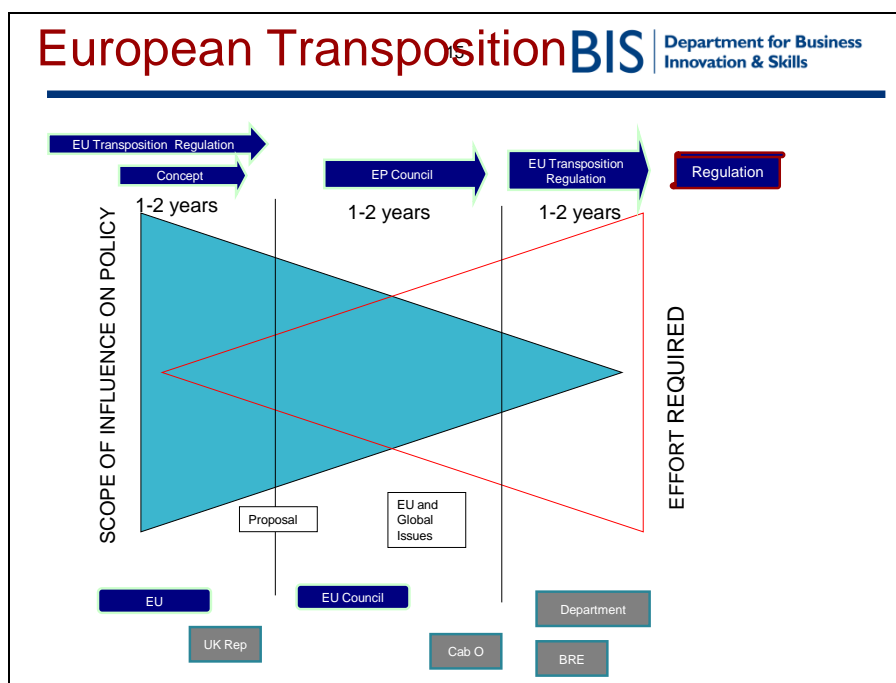 European Transposition
15
BIS
Department for Business
Innovation & Skills
EU Transposition Regulation
Concept
EP Council
EU Transposition
Regulation
Regulation
1-2 years
1-2 years
1-2 years
SCOPE OF INFLUENCE ON POLICY
EFFORT REQUIRED
Proposal
EU and
Global
Issues
EU
EU Council
Department
UK Rep
Cab O
BRE